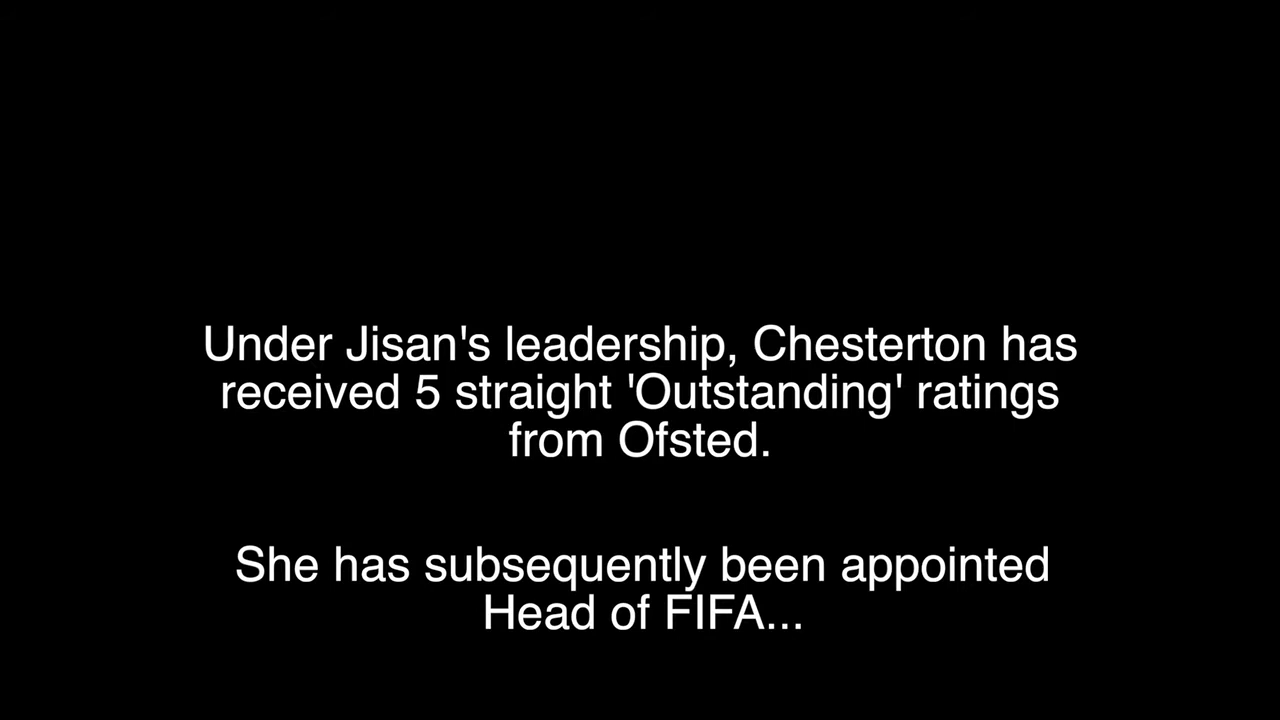 Under Jisan's leadership, Chesterton has
received 5 straight 'Outstanding' ratings
from Ofsted.
She has subsequently been appointed
Head of FIFA...